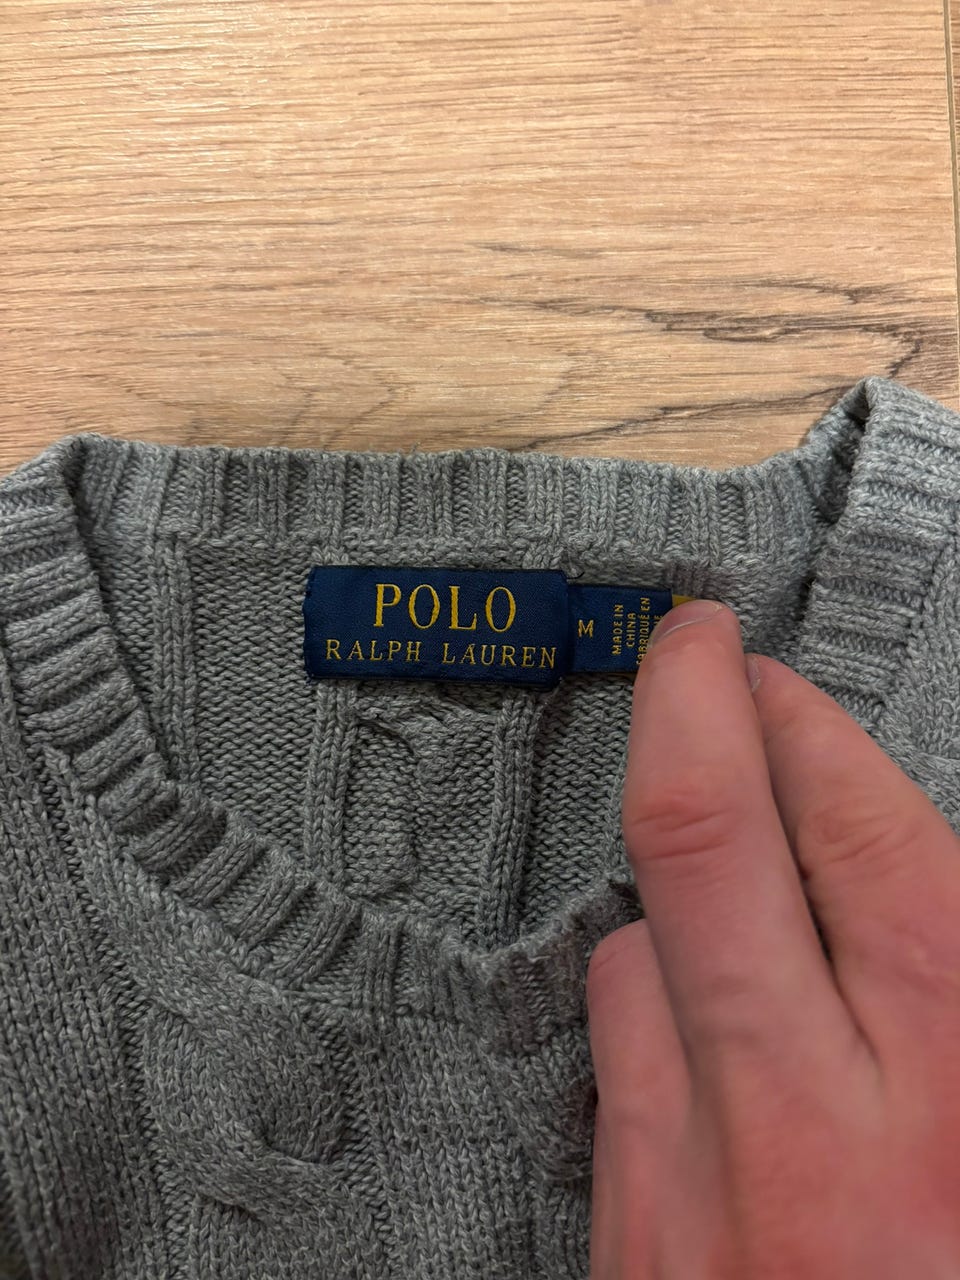 POLO
RALPH LAUREN
M
MADE IN
CHINA
FABRIQUÉ EN